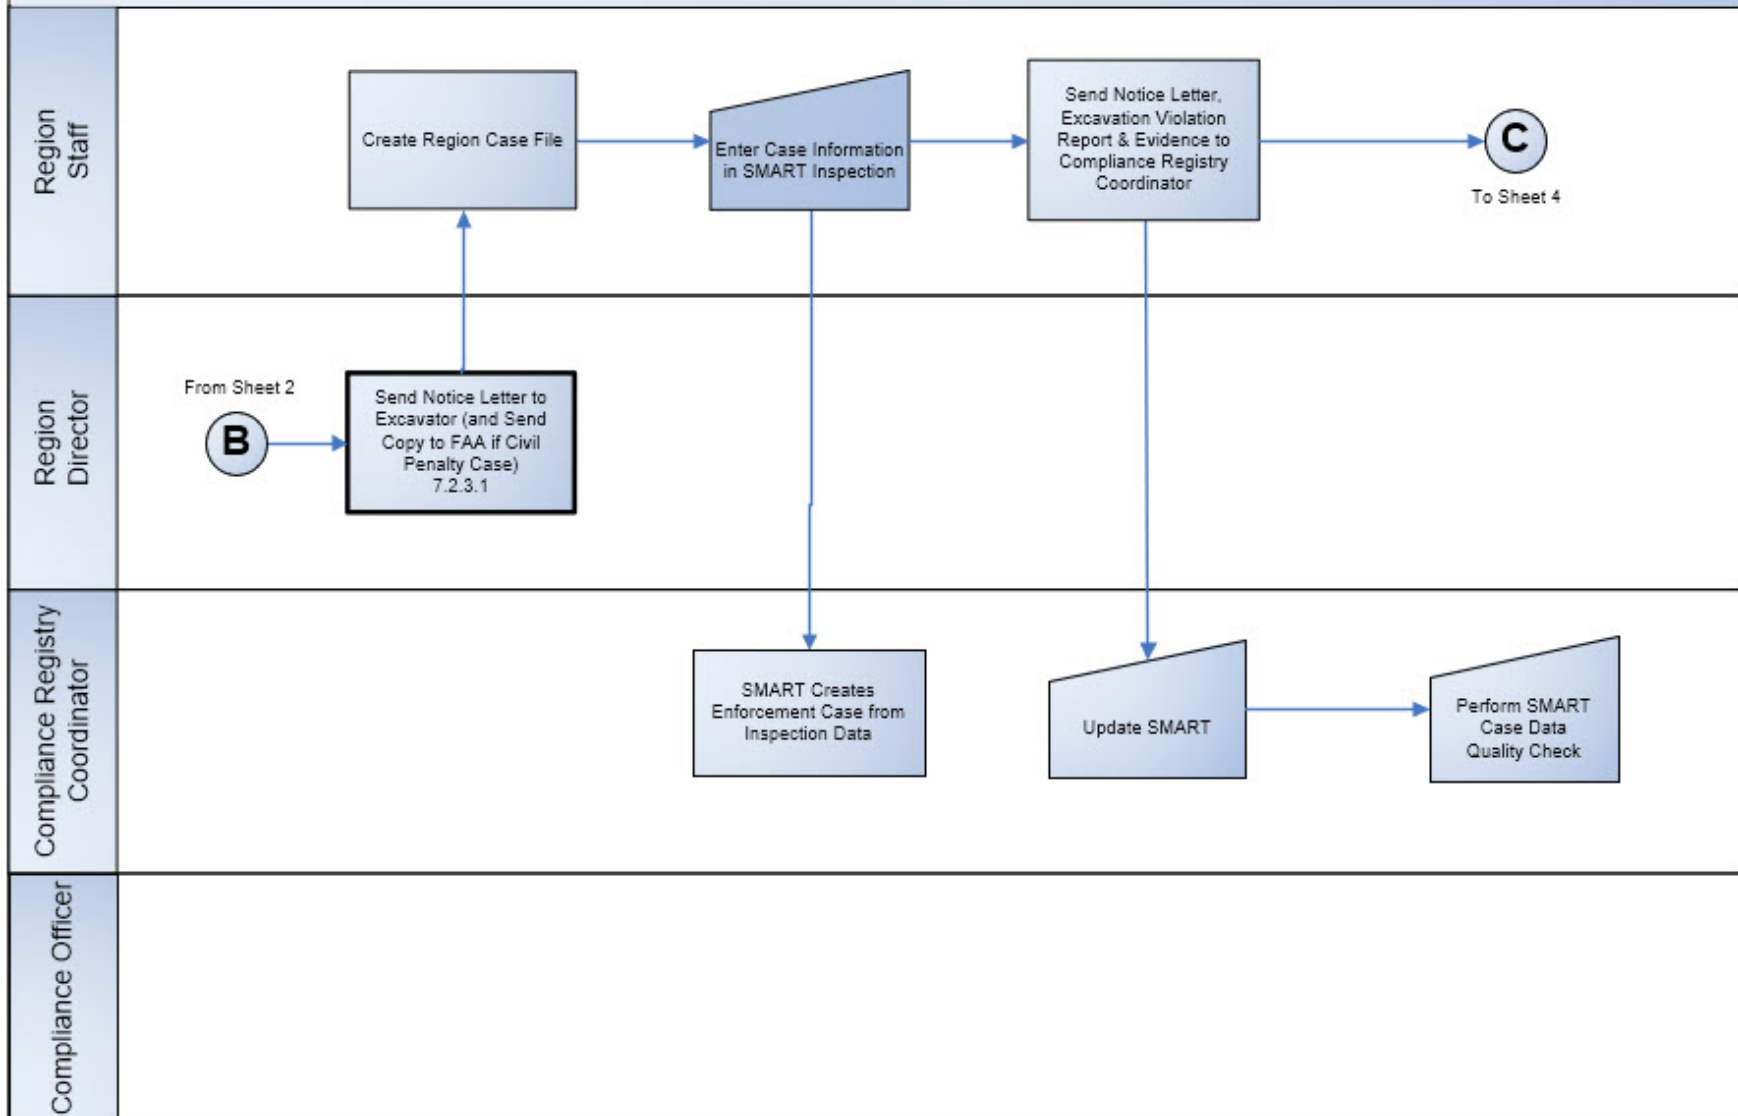 Region
Staff
Create Region Case File
Enter Case Information
in SMART Inspection
Send Notice Letter,
Excavation Violation
Report & Evidence to
Compliance Registry
Coordinator
C
To Sheet 4
Region
Director
From Sheet 2
B
Send Notice Letter to
Excavator (and Send
Copy to FAA if Civil
Penalty Case)
7.2.3.1
Compliance Registry
Coordinator
SMART Creates
Enforcement Case from
Inspection Data
Update SMART
Perform SMART
Case Data
Quality Check
Compliance Officer